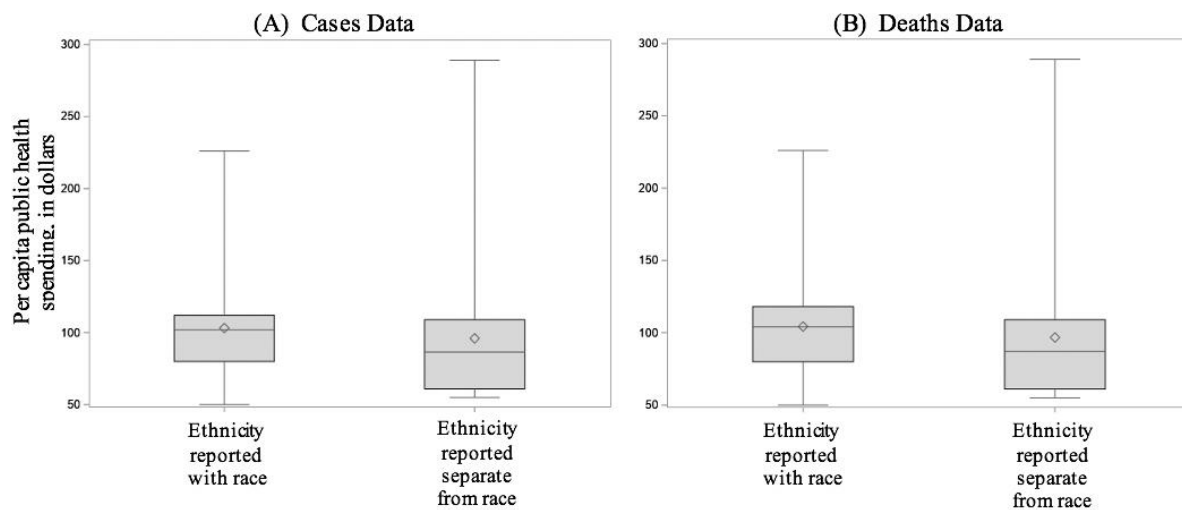 (A) Cases Data
Per capita public health
spending, in dollars
300
250
200
150
100
50
Ethnicity
reported
with race
Ethnicity
reported
separate
from race
(B) Deaths Data
300
250
200
150
100
50
Ethnicity
reported
with race
Ethnicity
reported
separate
from race